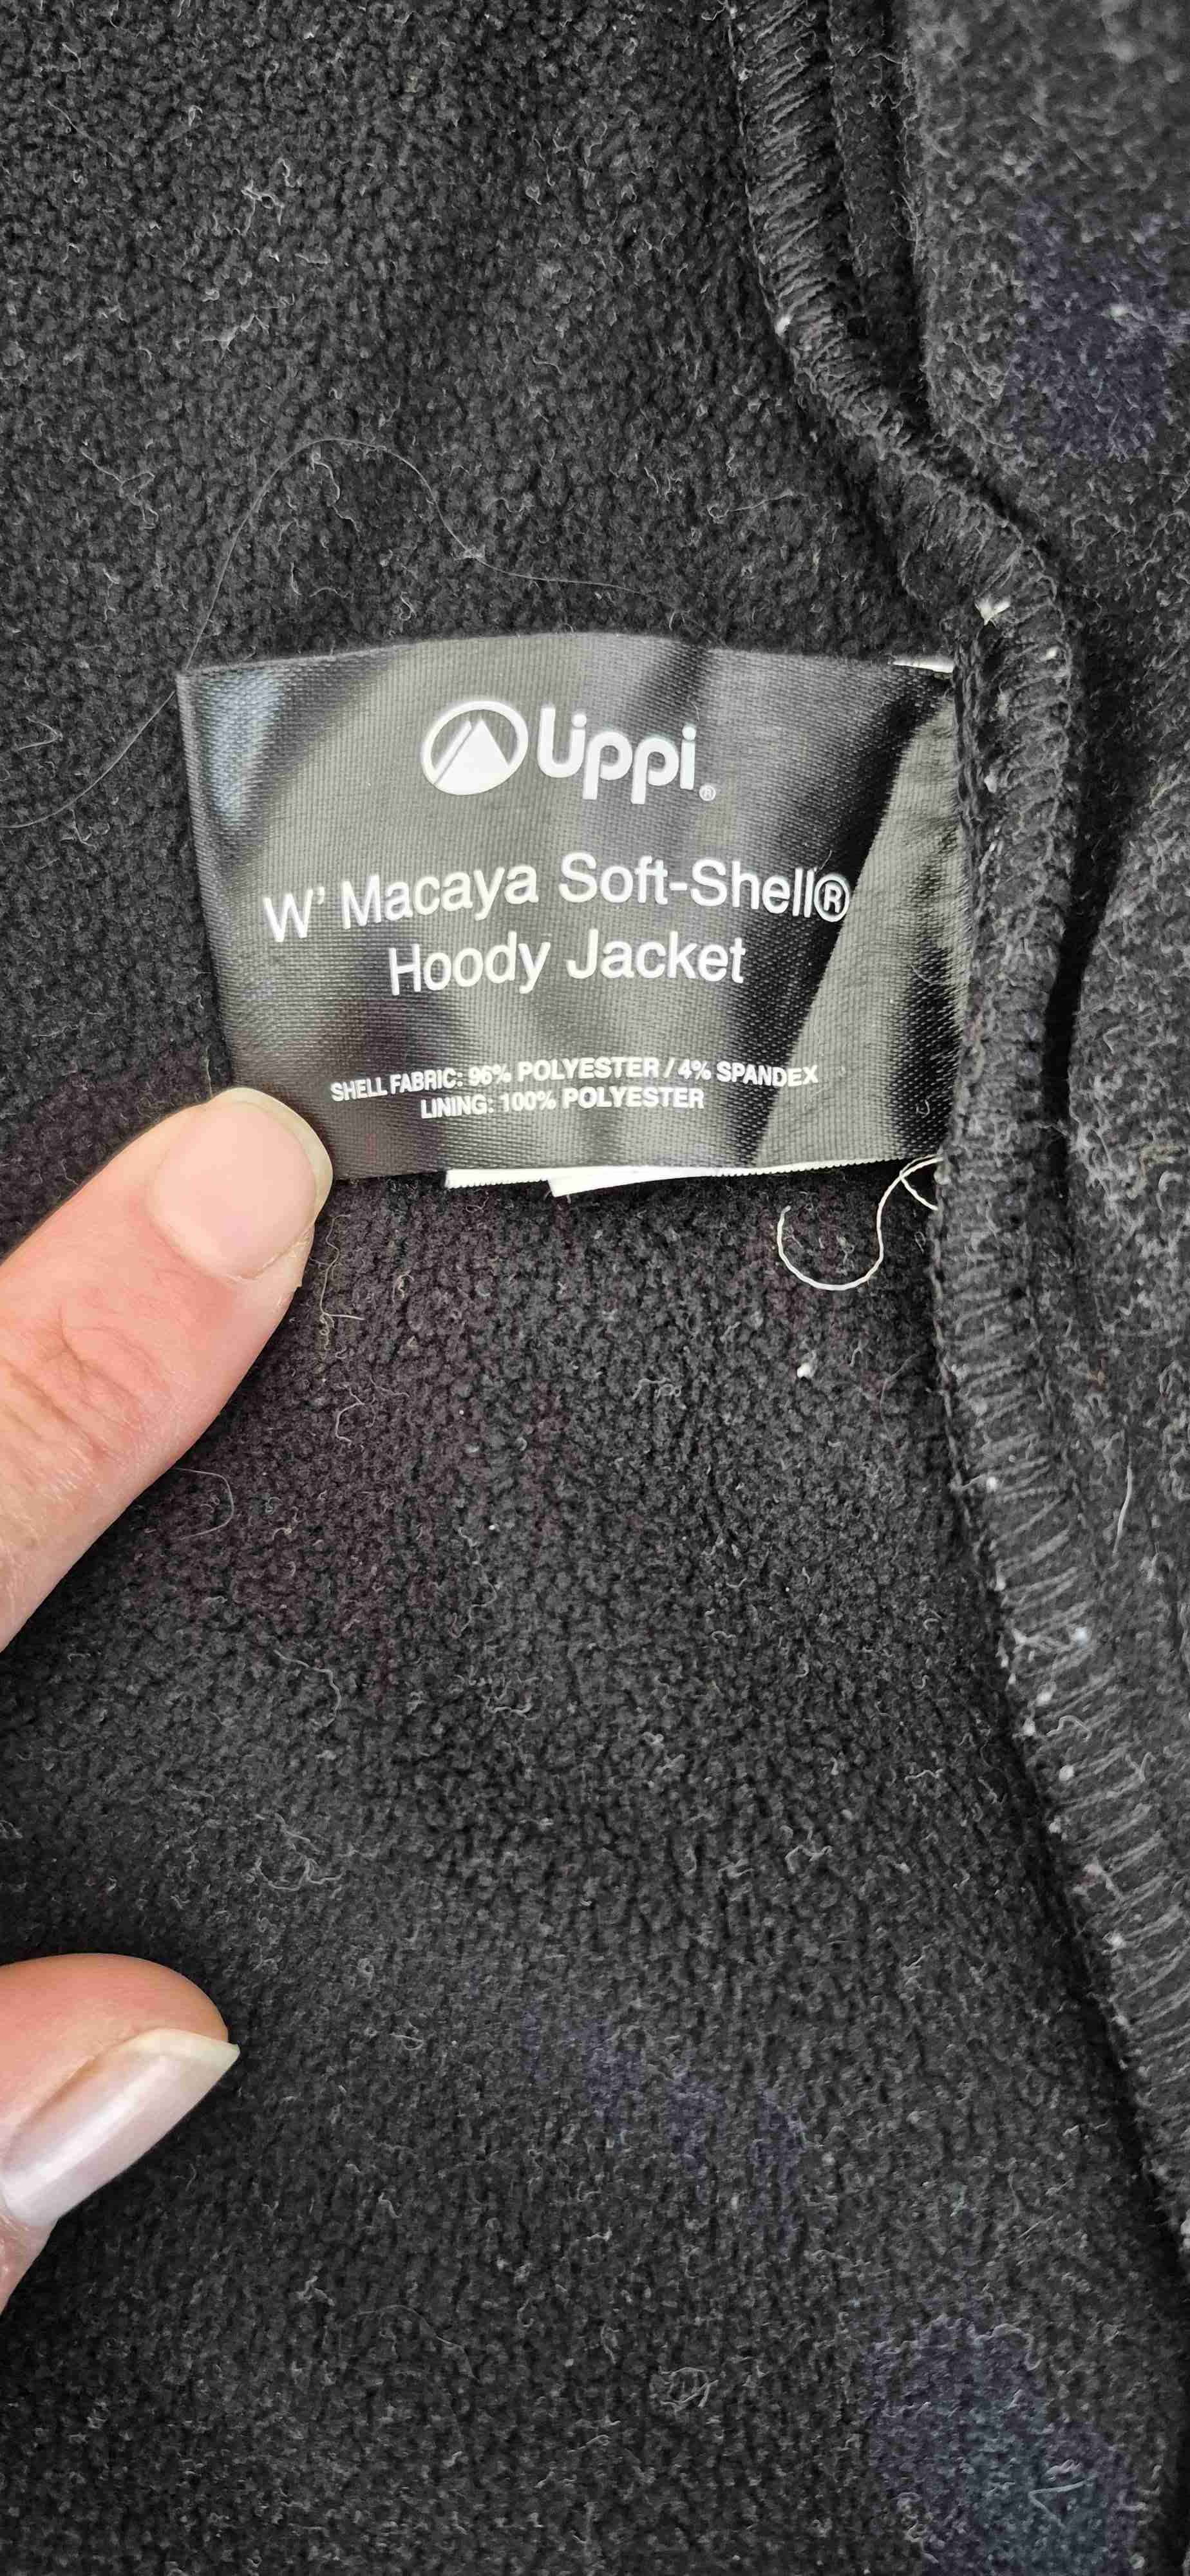 Lippi®
W' Macaya Soft-Shell®
Hoody Jacket
SHELL FABRIC: 96% POLYESTER / 4% SPANDEX
LINING: 100% POLYESTER